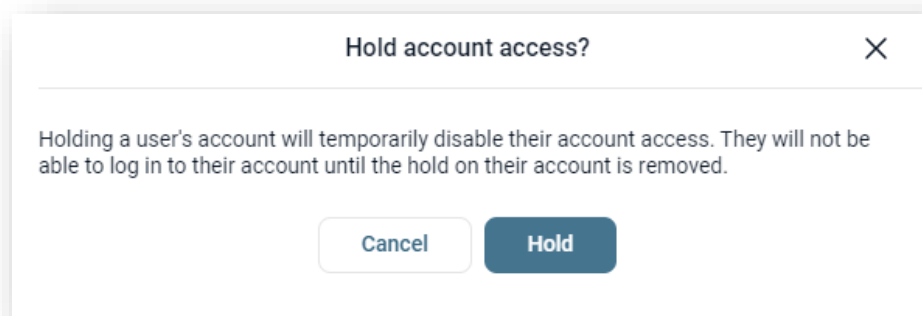 Hold account access?
Holding a user's account will temporarily disable their account access. They will not be
able to log in to their account until the hold on their account is removed.
Cancel
Hold